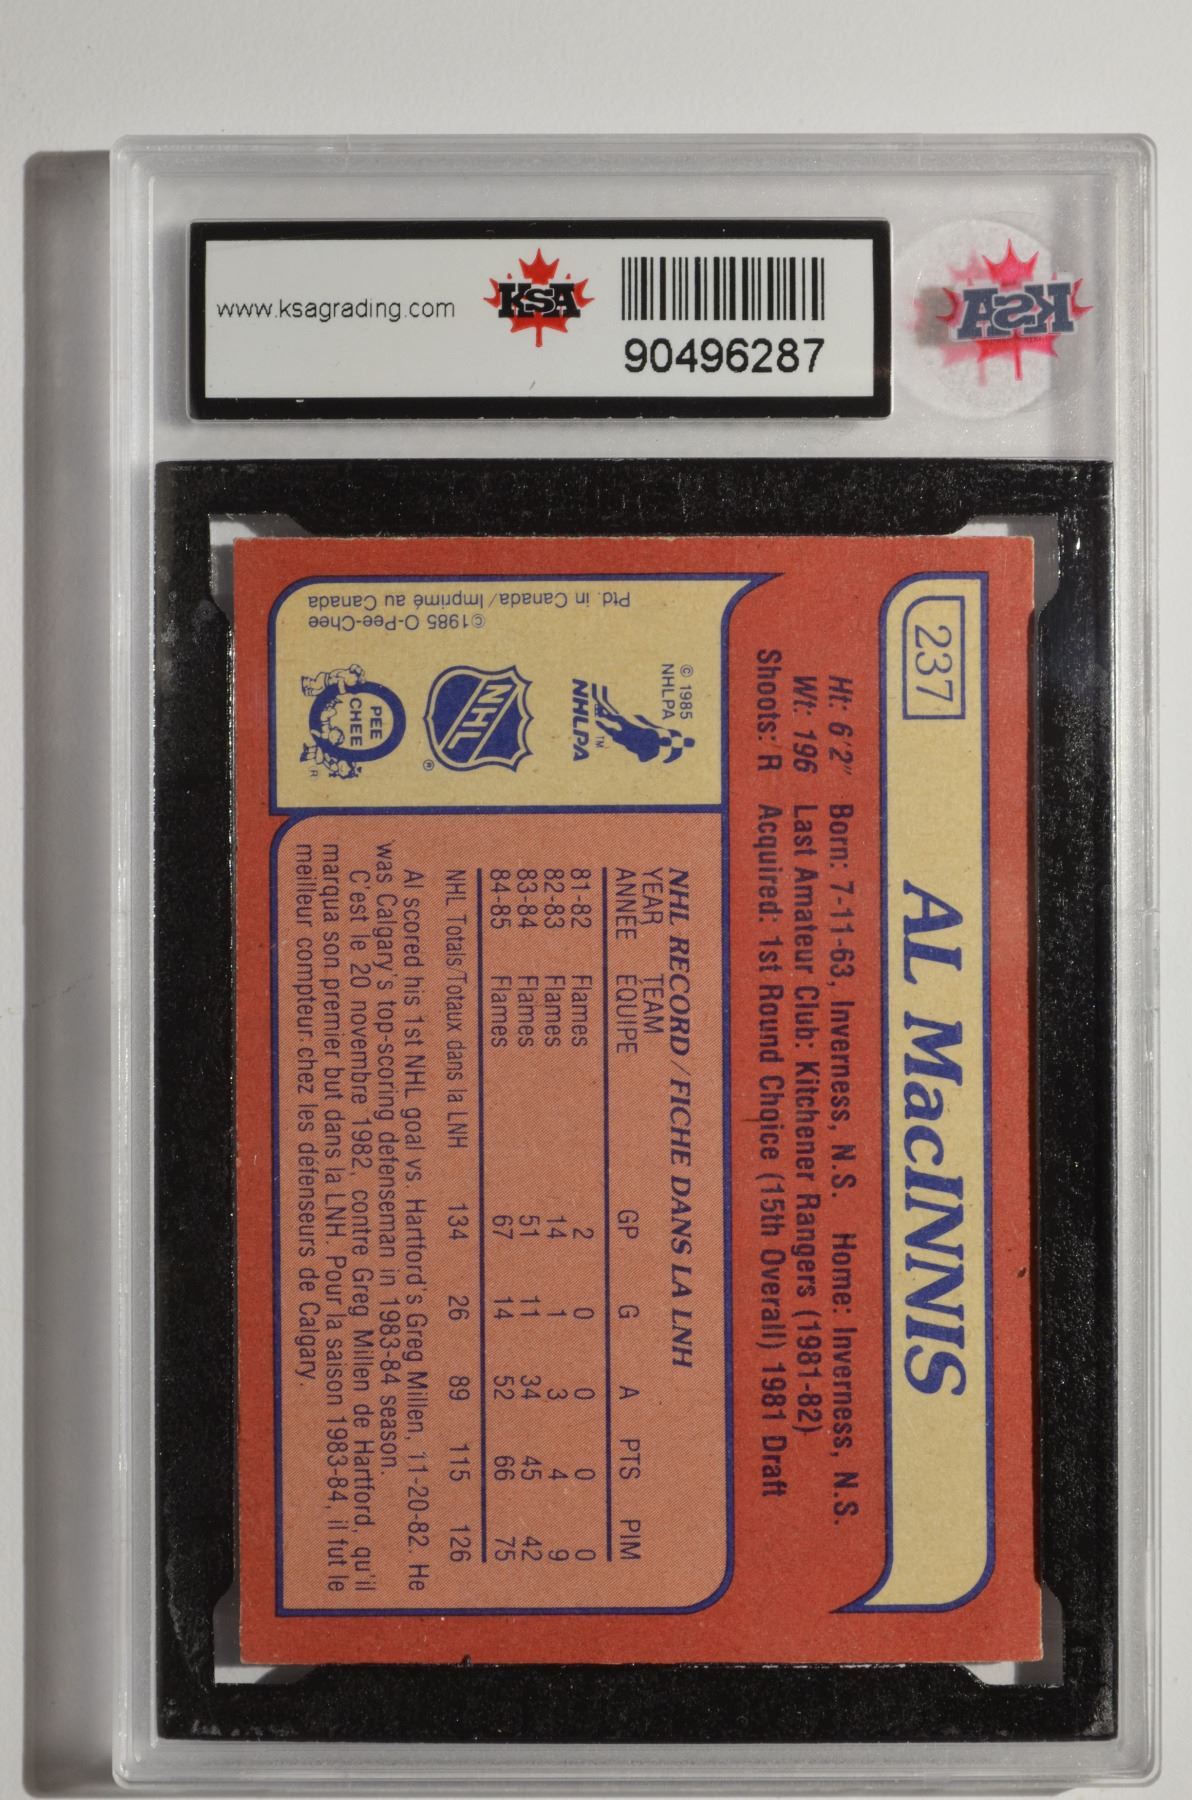 www.ksagrading.com
KSA
90496287
KSA
237
AL MacINNIS
Ht: 6'2" Born: 7-11-63, Inverness, N.S. Home: Inverness, N.S.
Wt: 196 Last Amateur Club: Kitchener Rangers (1981-82)
Shoots: R Acquired: 1st Round Choice (15th Overall) 1981 Draft
© 1985
NHLPA
NHLPA
TM
NHL
®
O
PEE
CHEE
R
©1985 O-Pee-Chee
Ptd. in Canada/Imprimé au Canada
NHL RECORD/FICHE DANS LA LNH
YEAR TEAM
ANNÉE ÉQUIPE GP G A PTS PIM
81-82 Flames 2 0 0 0 0
82-83 Flames 14 1 3 4 9
83-84 Flames 51 11 34 45 42
84-85 Flames 67 14 52 66 75
NHL Totals/Totaux dans la LNH 134 26 89 115 126
Al scored his 1st NHL goal vs. Hartford's Greg Millen, 11-20-82. He
was Calgary's top-scoring defenseman in 1983-84 season.
C'est le 20 novembre 1982, contre Greg Millen de Hartford, qu'il
marqua son premier but dans la LNH. Pour la saison 1983-84, il fut le
meilleur compteur chez les défenseurs de Calgary.